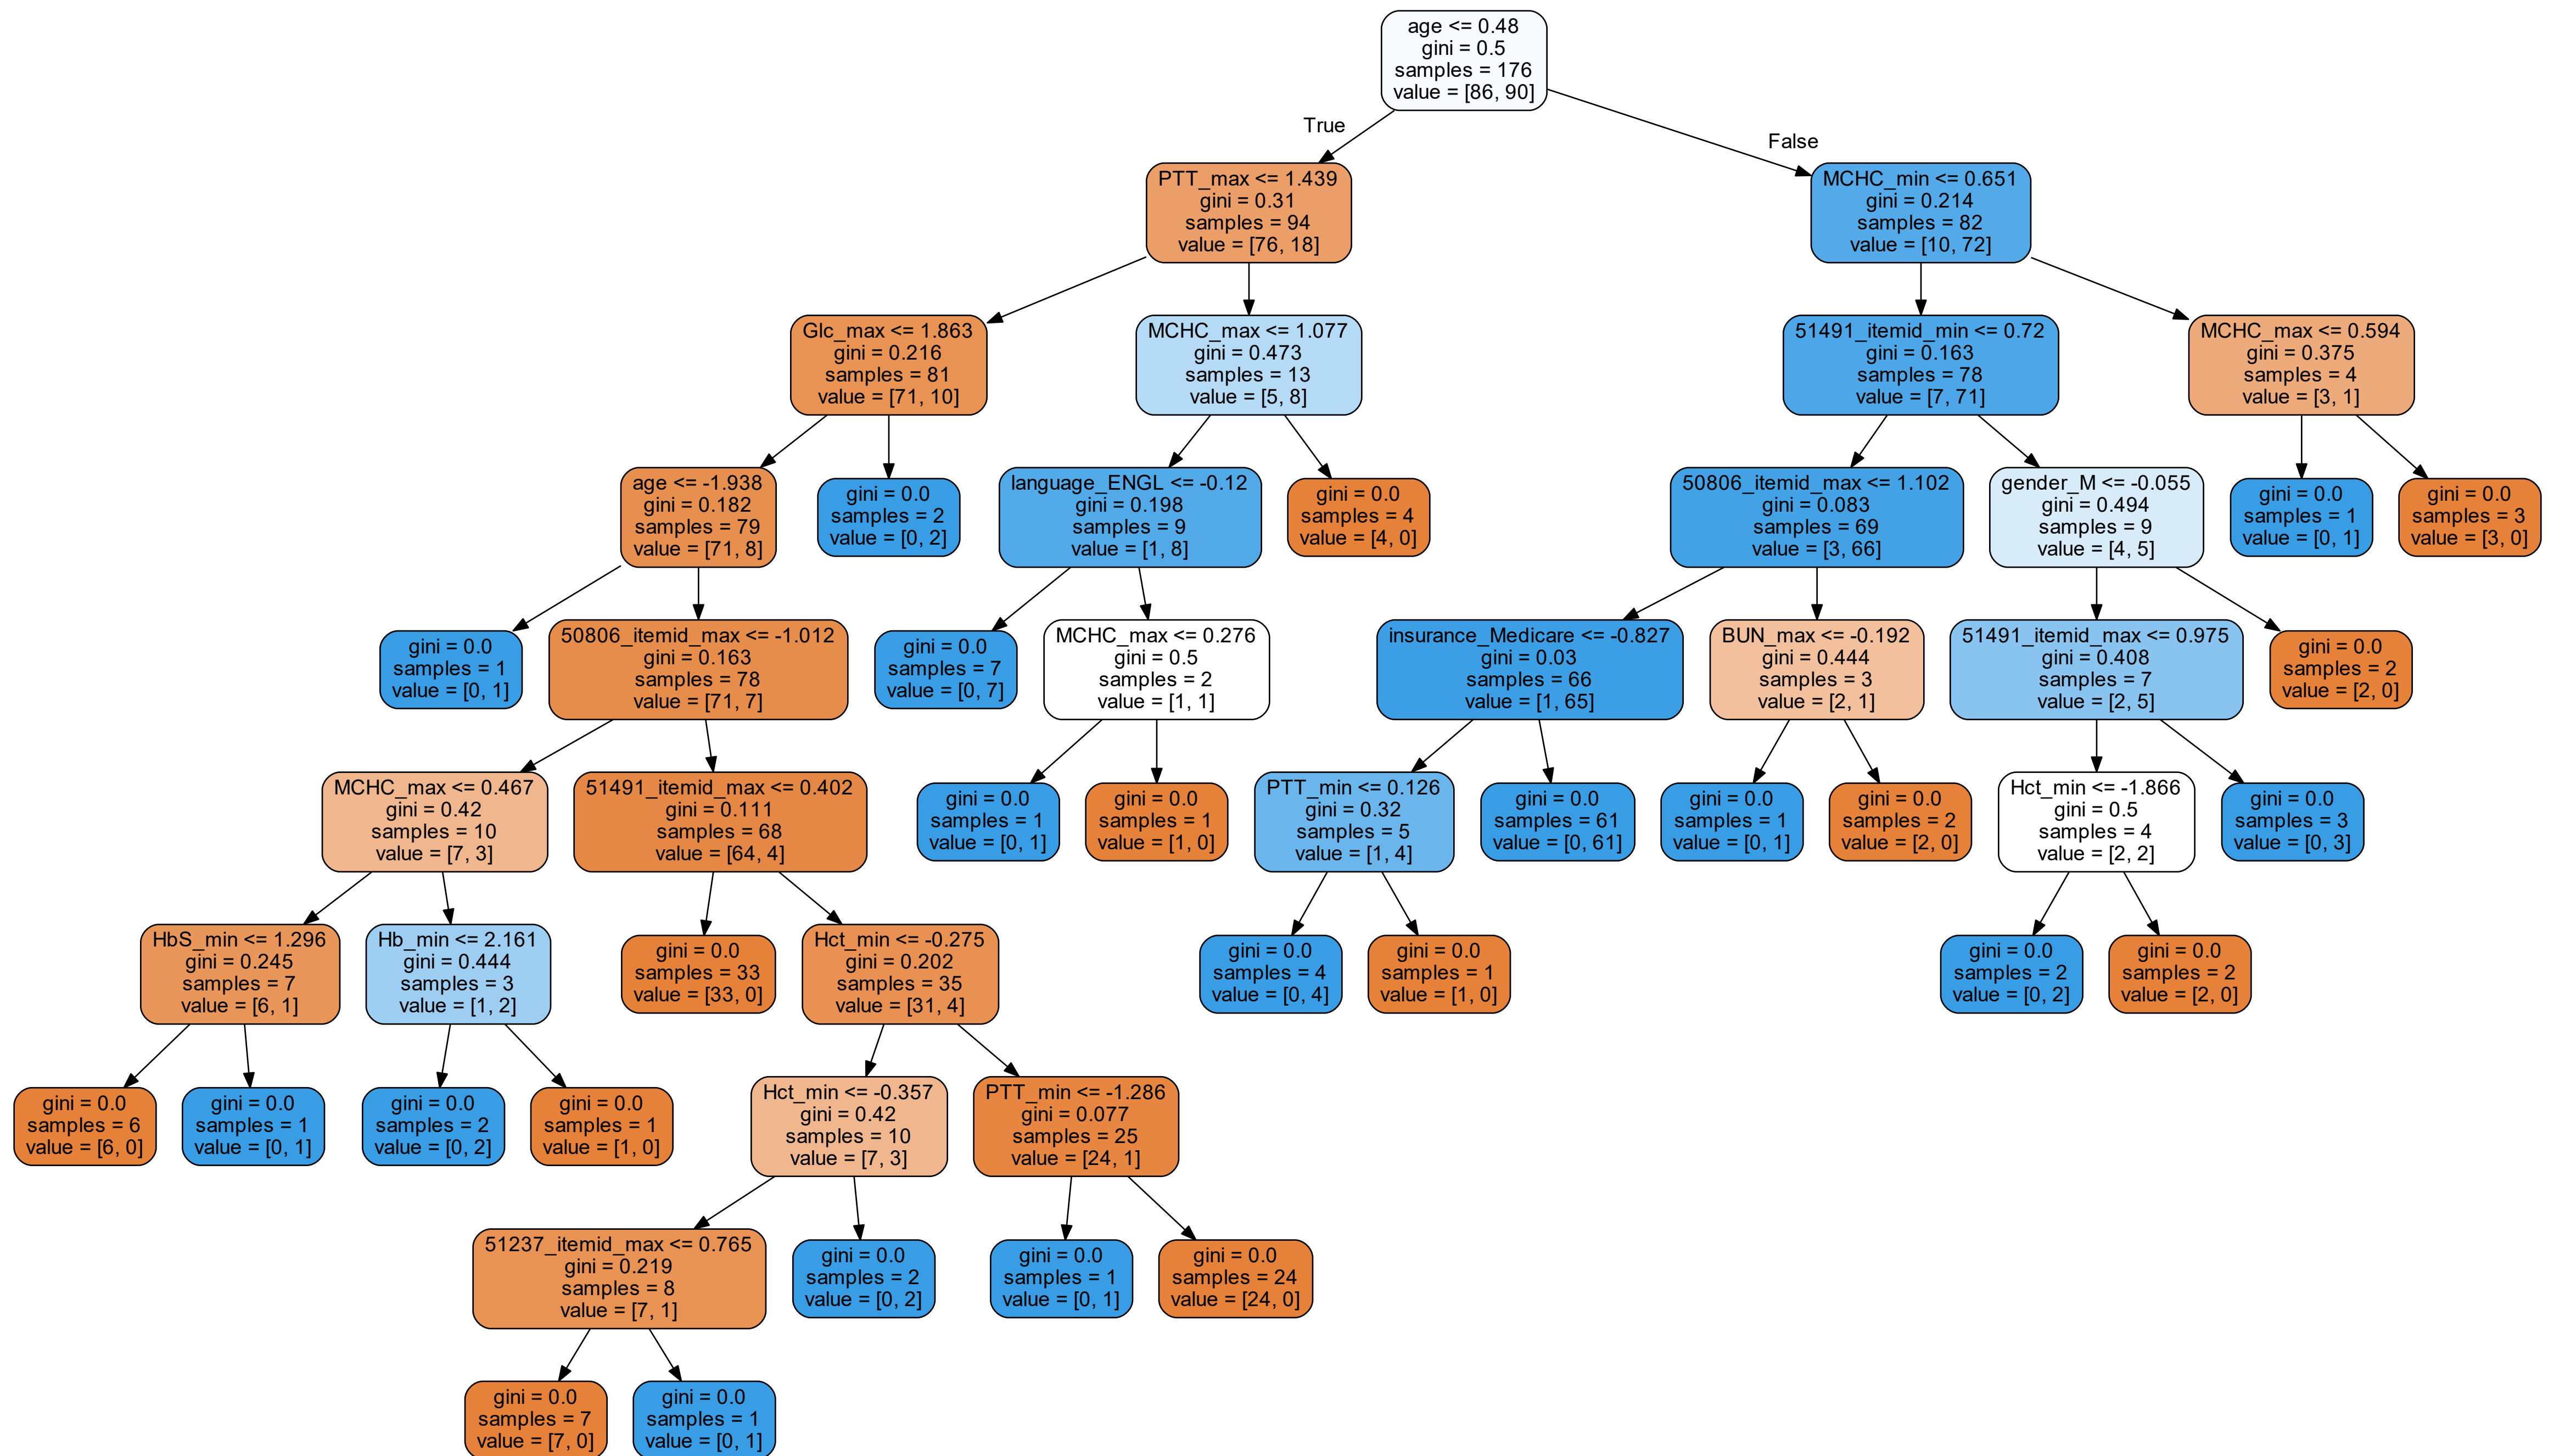 age <= 0.48
gini = 0.5
samples = 176
value = [86, 90]
True
False
PTT_max <= 1.439
gini = 0.31
samples = 94
value = [76, 18]
MCHC_min <= 0.651
gini = 0.214
samples = 82
value = [10, 72]
Glc_max <= 1.863
gini = 0.216
samples = 81
value = [71, 10]
MCHC_max <= 1.077
gini = 0.473
samples = 13
value = [5, 8]
51491_itemid_min <= 0.72
gini = 0.163
samples = 78
value = [7, 71]
MCHC_max <= 0.594
gini = 0.375
samples = 4
value = [3, 1]
age <= -1.938
gini = 0.182
samples = 79
value = [71, 8]
gini = 0.0
samples = 2
value = [0, 2]
language_ENGL <= -0.12
gini = 0.198
samples = 9
value = [1, 8]
gini = 0.0
samples = 4
value = [4, 0]
50806_itemid_max <= 1.102
gini = 0.083
samples = 69
value = [3, 66]
gender_M <= -0.055
gini = 0.494
samples = 9
value = [4, 5]
gini = 0.0
samples = 1
value = [0, 1]
gini = 0.0
samples = 3
value = [3, 0]
gini = 0.0
samples = 1
value = [0, 1]
50806_itemid_max <= -1.012
gini = 0.163
samples = 78
value = [71, 7]
gini = 0.0
samples = 7
value = [0, 7]
MCHC_max <= 0.276
gini = 0.5
samples = 2
value = [1, 1]
insurance_Medicare <= -0.827
gini = 0.03
samples = 66
value = [1, 65]
BUN_max <= -0.192
gini = 0.444
samples = 3
value = [2, 1]
51491_itemid_max <= 0.975
gini = 0.408
samples = 7
value = [2, 5]
gini = 0.0
samples = 2
value = [2, 0]
MCHC_max <= 0.467
gini = 0.42
samples = 10
value = [7, 3]
51491_itemid_max <= 0.402
gini = 0.111
samples = 68
value = [64, 4]
gini = 0.0
samples = 1
value = [0, 1]
gini = 0.0
samples = 1
value = [1, 0]
PTT_min <= 0.126
gini = 0.32
samples = 5
value = [1, 4]
gini = 0.0
samples = 61
value = [0, 61]
gini = 0.0
samples = 1
value = [0, 1]
gini = 0.0
samples = 2
value = [2, 0]
Hct_min <= -1.866
gini = 0.5
samples = 4
value = [2, 2]
gini = 0.0
samples = 3
value = [0, 3]
HbS_min <= 1.296
gini = 0.245
samples = 7
value = [6, 1]
Hb_min <= 2.161
gini = 0.444
samples = 3
value = [1, 2]
gini = 0.0
samples = 33
value = [33, 0]
Hct_min <= -0.275
gini = 0.202
samples = 35
value = [31, 4]
gini = 0.0
samples = 4
value = [0, 4]
gini = 0.0
samples = 1
value = [1, 0]
gini = 0.0
samples = 2
value = [0, 2]
gini = 0.0
samples = 2
value = [2, 0]
gini = 0.0
samples = 6
value = [6, 0]
gini = 0.0
samples = 1
value = [0, 1]
gini = 0.0
samples = 2
value = [0, 2]
gini = 0.0
samples = 1
value = [1, 0]
Hct_min <= -0.357
gini = 0.42
samples = 10
value = [7, 3]
PTT_min <= -1.286
gini = 0.077
samples = 25
value = [24, 1]
51237_itemid_max <= 0.765
gini = 0.219
samples = 8
value = [7, 1]
gini = 0.0
samples = 2
value = [0, 2]
gini = 0.0
samples = 1
value = [0, 1]
gini = 0.0
samples = 24
value = [24, 0]
gini = 0.0
samples = 7
value = [7, 0]
gini = 0.0
samples = 1
value = [0, 1]